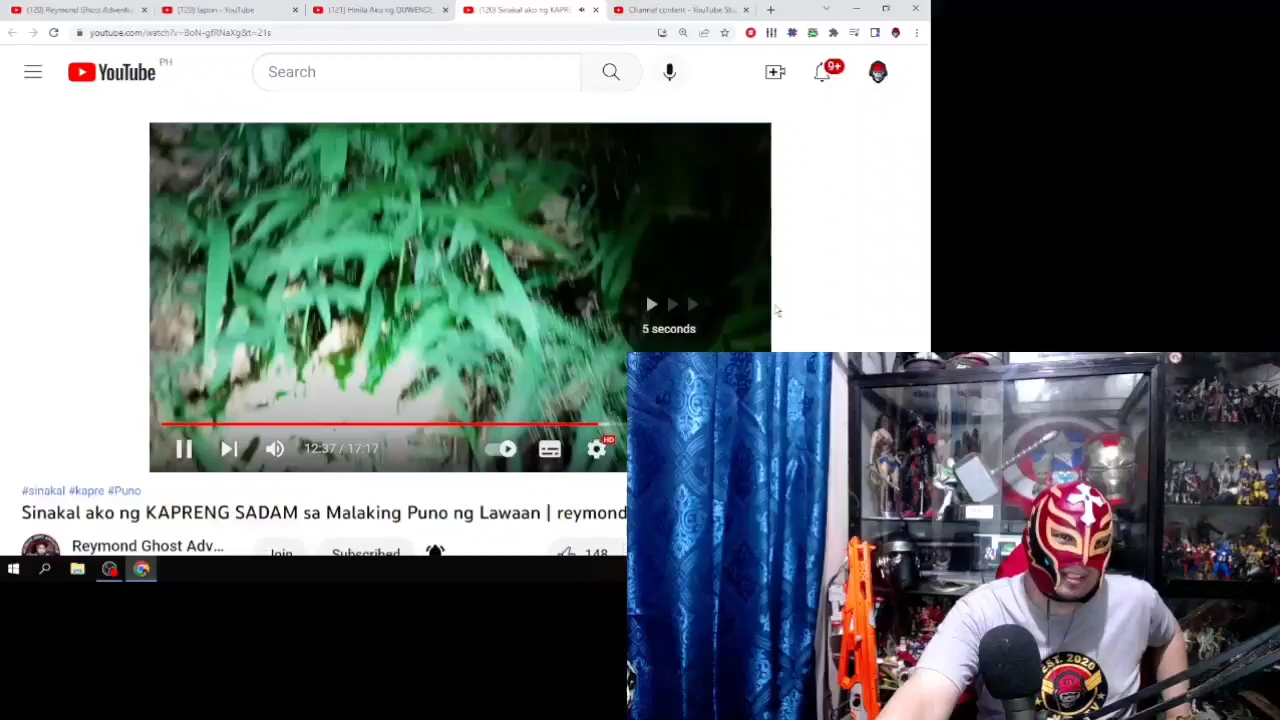 (120) Reymond Ghost Adventu
(120) Japon - YouTube
(121) Hinila Ako ng DUWENDE
(120) Sinakal ako ng KAPRE
Channel content - YouTube Stu
youtube.com/watch?v=BoN-gfRNaXg&t=21s
YouTube PH
Search
9+
5 seconds
12:37 / 17:17
HD
#sinakal #kapre #Puno
Sinakal ako ng KAPRENG SADAM sa Malaking Puno ng Lawaan | reymond
Reymond Ghost Adv...
Join
Subscribed
148
EST. 2020